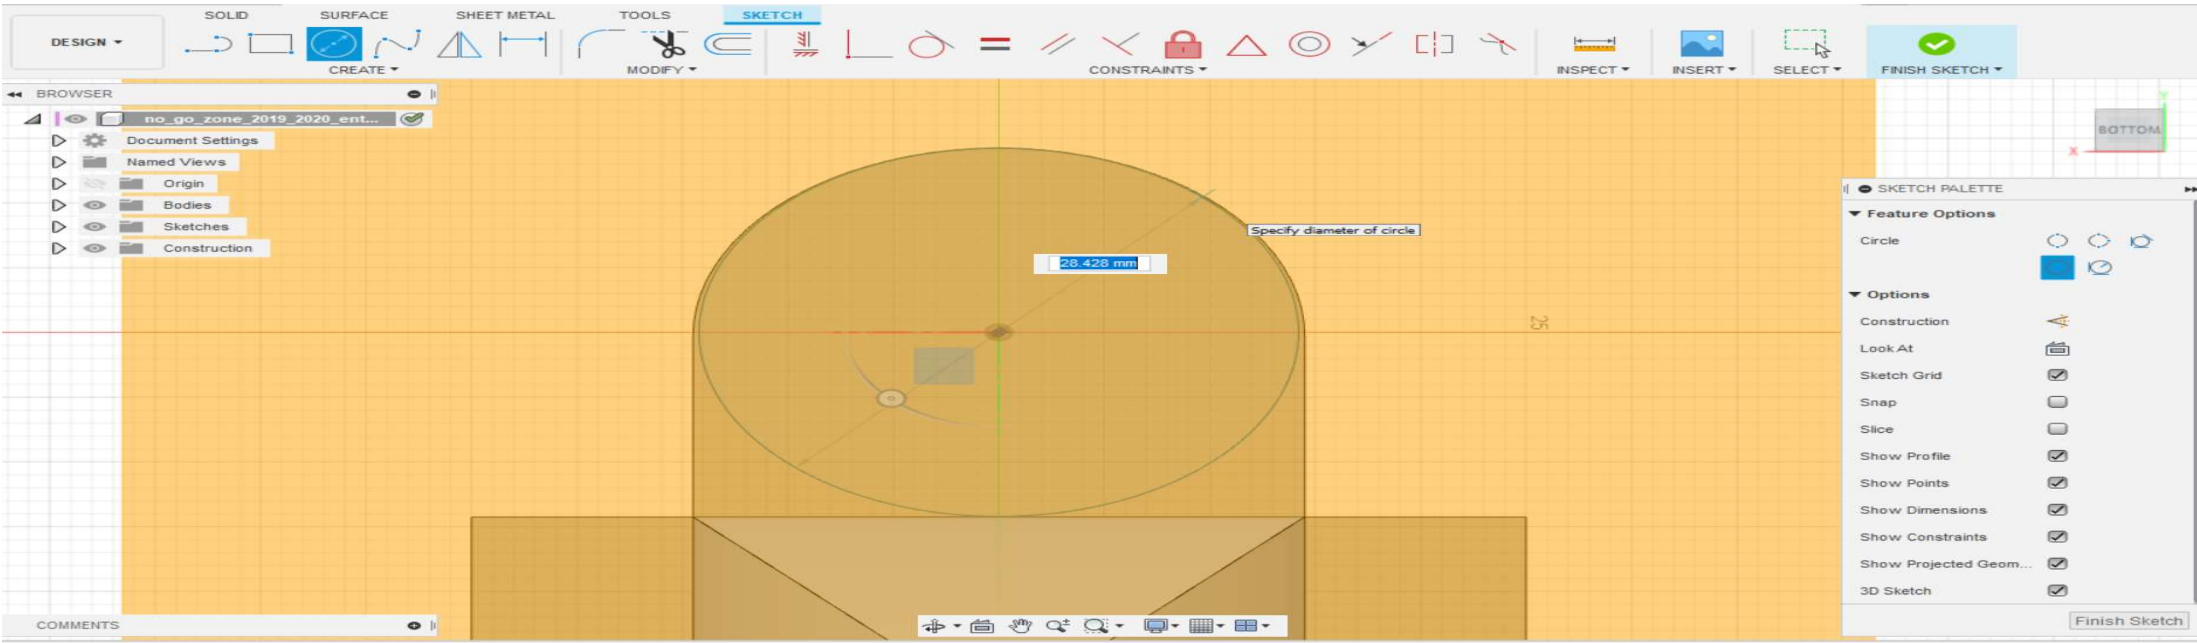 SOLID SURFACE SHEET METAL TOOLS SKETCH
DESIGN
CREATE MODIFY CONSTRAINTS INSPECT INSERT SELECT FINISH SKETCH
BROWSER
no_go_zone_2019_2020_ent...
Document Settings
Named Views
Origin
Bodies
Sketches
Construction
BOTTOM
X
Y
Specify diameter of circle
28.428 mm
25
SKETCH PALETTE
Feature Options
Circle
Options
Construction
Look At
Sketch Grid
Snap
Slice
Show Profile
Show Points
Show Dimensions
Show Constraints
Show Projected Geom...
3D Sketch
Finish Sketch
COMMENTS